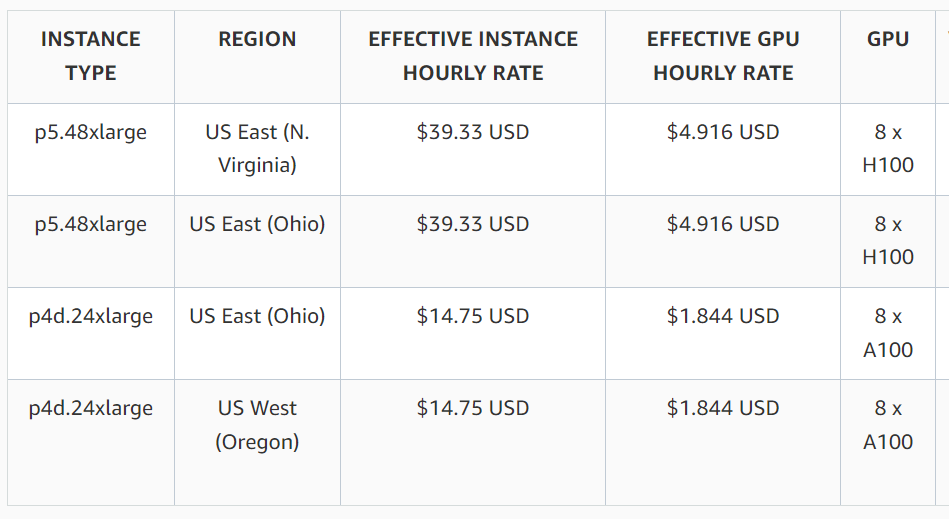 INSTANCE TYPE REGION EFFECTIVE INSTANCE HOURLY RATE EFFECTIVE GPU HOURLY RATE GPU
p5.48xlarge US East (N. Virginia) $39.33 USD $4.916 USD 8 x H100
p5.48xlarge US East (Ohio) $39.33 USD $4.916 USD 8 x H100
p4d.24xlarge US East (Ohio) $14.75 USD $1.844 USD 8 x A100
p4d.24xlarge US West (Oregon) $14.75 USD $1.844 USD 8 x A100